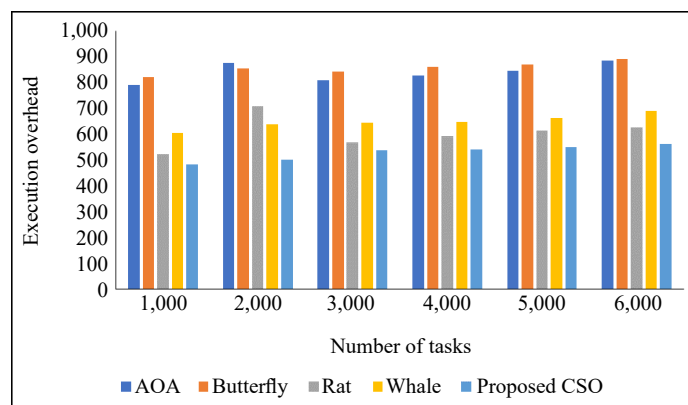 1,000
900
800
700
600
500
400
300
200
100
0
Execution overhead
1,000 2,000 3,000 4,000 5,000 6,000
Number of tasks
AOA Butterfly Rat Whale Proposed CSO